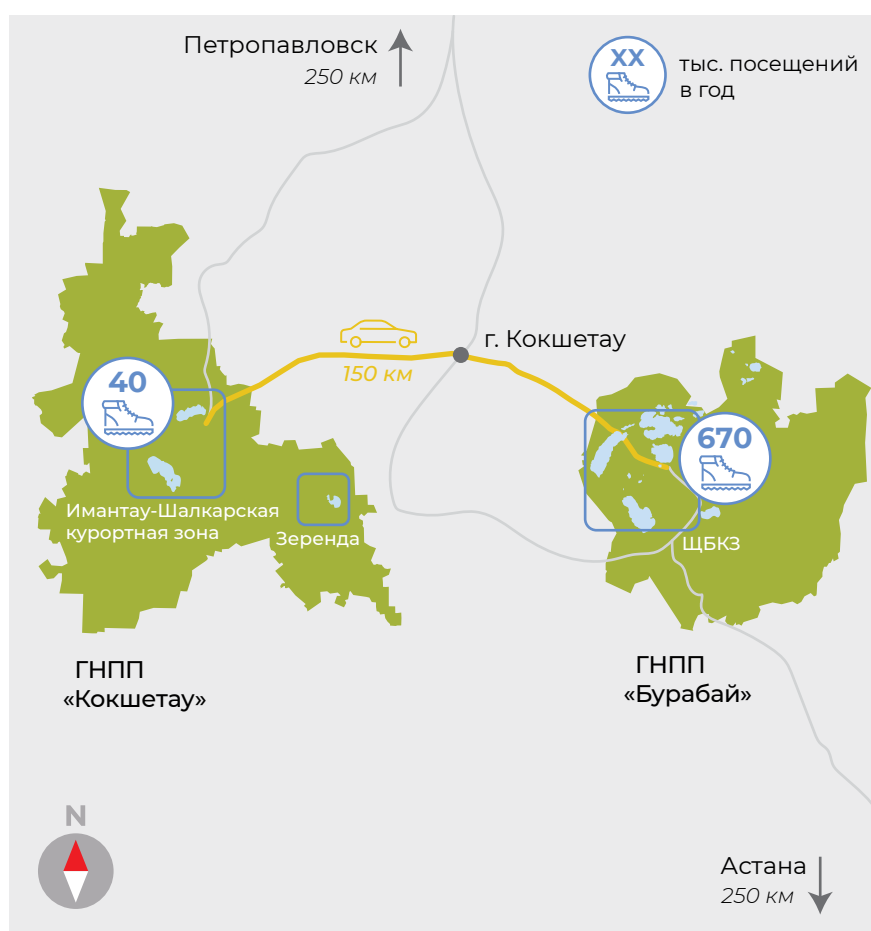 Петропавловск
250 км
XX
тыс. посещений
в год
г. Кокшетау
150 км
40
670
Имантау-Шалкарская
курортная зона
Зеренда
ЩБКЗ
ГНПП
«Кокшетау»
ГНПП
«Бурабай»
N
Астана
250 км